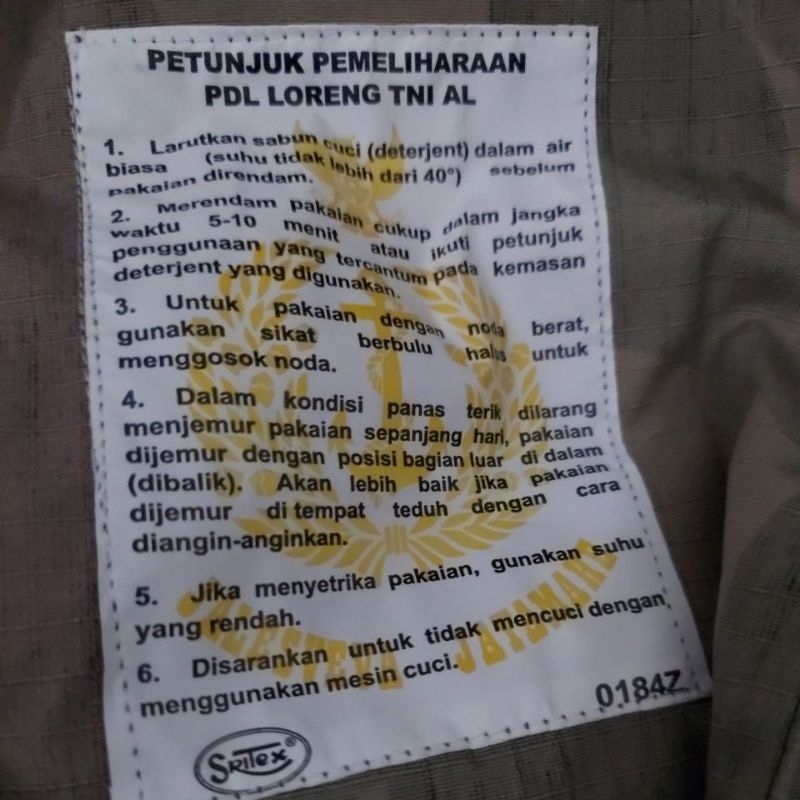 PETUNJUK PEMELIHARAAN
PDL LORENG TNI AL
1. Larutkan sabun cuci (deterjent) dalam air
biasa (suhu tidak lebih dari 40°) sebelum
pakaian direndam.
2. Merendam pakaian cukup dalam jangka
waktu 5-10 menit atau ikuti petunjuk
penggunaan yang tercantum pada kemasan
deterjent yang digunakan.
3. Untuk pakaian dengan noda berat,
gunakan sikat berbulu halus untuk
menggosok noda.
4. Dalam kondisi panas terik dilarang
menjemur pakaian sepanjang hari, pakaian
dijemur dengan posisi bagian luar di dalam
(dibalik). Akan lebih baik jika pakaian
dijemur di tempat teduh dengan cara
diangin-anginkan.
5. Jika menyetrika pakaian, gunakan suhu
yang rendah.
6. Disarankan untuk tidak mencuci dengan
menggunakan mesin cuci.
JALESVEVA JAYAMAHE
0184Z
SRITEX®